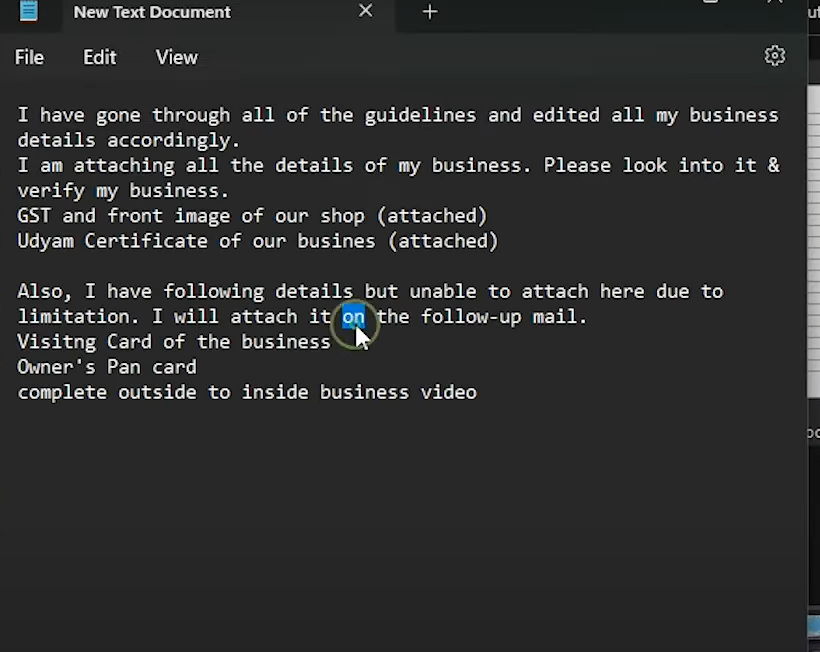 New Text Document
File Edit View
I have gone through all of the guidelines and edited all my business
details accordingly.
I am attaching all the details of my business. Please look into it &
verify my business.
GST and front image of our shop (attached)
Udyam Certificate of our busines (attached)
Also, I have following details but unable to attach here due to
limitation. I will attach it on the follow-up mail.
Visitng Card of the business
Owner's Pan card
complete outside to inside business video